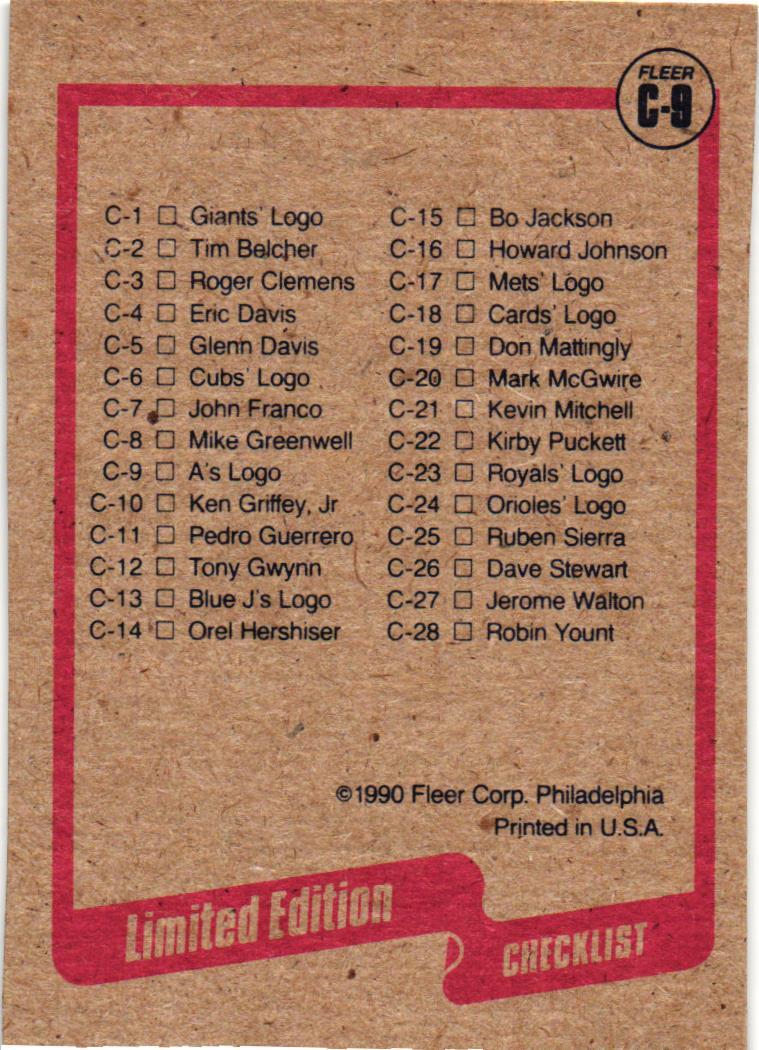 FLEER
C-9
C-1 □ Giants' Logo
C-2 □ Tim Belcher
C-3 □ Roger Clemens
C-4 □ Eric Davis
C-5 □ Glenn Davis
C-6 □ Cubs' Logo
C-7 □ John Franco
C-8 □ Mike Greenwell
C-9 □ A's Logo
C-10 □ Ken Griffey, Jr
C-11 □ Pedro Guerrero
C-12 □ Tony Gwynn
C-13 □ Blue J's Logo
C-14 □ Orel Hershiser
C-15 □ Bo Jackson
C-16 □ Howard Johnson
C-17 □ Mets' Logo
C-18 □ Cards' Logo
C-19 □ Don Mattingly
C-20 □ Mark McGwire
C-21 □ Kevin Mitchell
C-22 □ Kirby Puckett
C-23 □ Royals' Logo
C-24 □ Orioles' Logo
C-25 □ Ruben Sierra
C-26 □ Dave Stewart
C-27 □ Jerome Walton
C-28 □ Robin Yount
©1990 Fleer Corp. Philadelphia
Printed in U.S.A.
Limited Edition
CHECKLIST